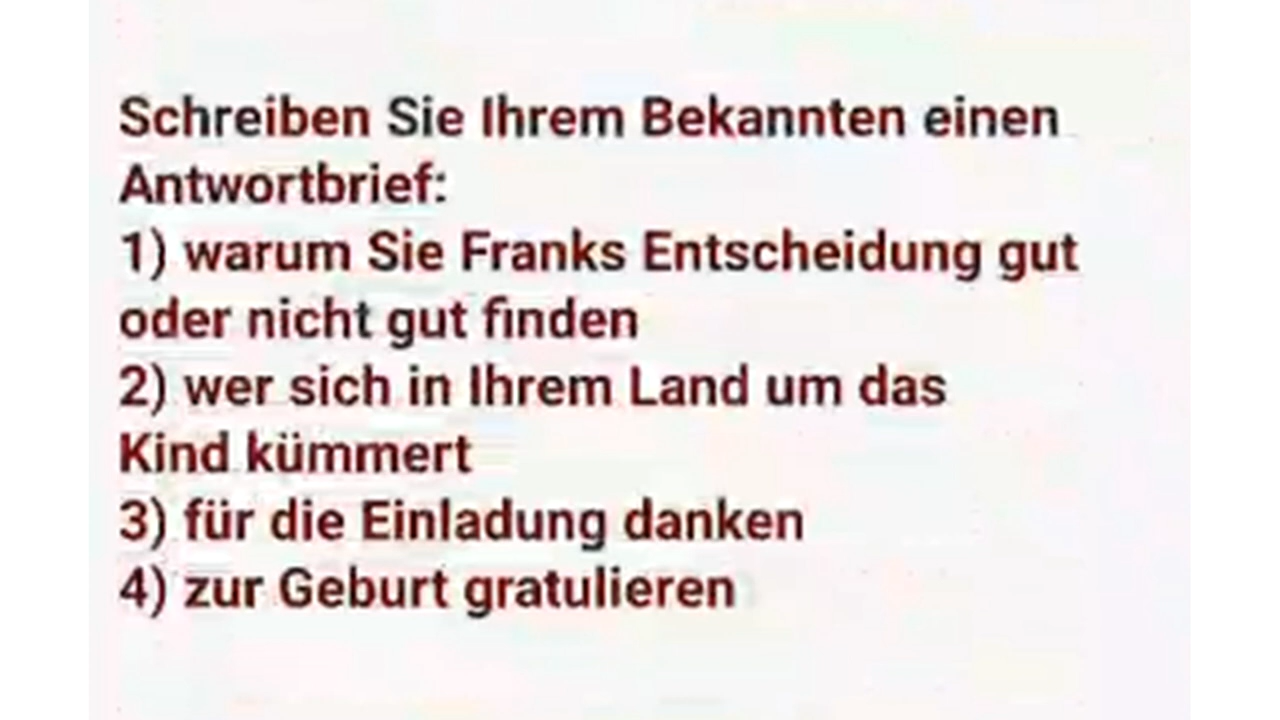 Schreiben Sie Ihrem Bekannten einen
Antwortbrief:
1) warum Sie Franks Entscheidung gut
oder nicht gut finden
2) wer sich in Ihrem Land um das
Kind kümmert
3) für die Einladung danken
4) zur Geburt gratulieren